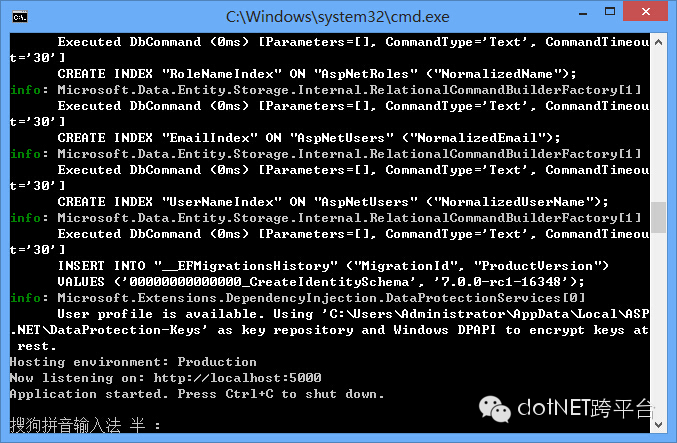 C:\Windows\system32\cmd.exe
Executed DbCommand (0ms) [Parameters=[], CommandType='Text', CommandTimeou
t='30']
CREATE INDEX "RoleNameIndex" ON "AspNetRoles" ("NormalizedName");
info: Microsoft.Data.Entity.Storage.Internal.RelationalCommandBuilderFactory[1]
Executed DbCommand (0ms) [Parameters=[], CommandType='Text', CommandTimeou
t='30']
CREATE INDEX "EmailIndex" ON "AspNetUsers" ("NormalizedEmail");
info: Microsoft.Data.Entity.Storage.Internal.RelationalCommandBuilderFactory[1]
Executed DbCommand (0ms) [Parameters=[], CommandType='Text', CommandTimeou
t='30']
CREATE INDEX "UserNameIndex" ON "AspNetUsers" ("NormalizedUserName");
info: Microsoft.Data.Entity.Storage.Internal.RelationalCommandBuilderFactory[1]
Executed DbCommand (0ms) [Parameters=[], CommandType='Text', CommandTimeou
t='30']
INSERT INTO "__EFMigrationsHistory" ("MigrationId", "ProductVersion")
VALUES ('00000000000000_CreateIdentitySchema', '7.0.0-rc1-16348');
info: Microsoft.Extensions.DependencyInjection.DataProtectionServices[0]
User profile is available. Using 'C:\Users\Administrator\AppData\Local\ASP
.NET\DataProtection-Keys' as key repository and Windows DPAPI to encrypt keys at
rest.
Hosting environment: Production
Now listening on: http://localhost:5000
Application started. Press Ctrl+C to shut down.
dotNET跨平台
搜狗拼音输入法 半 :